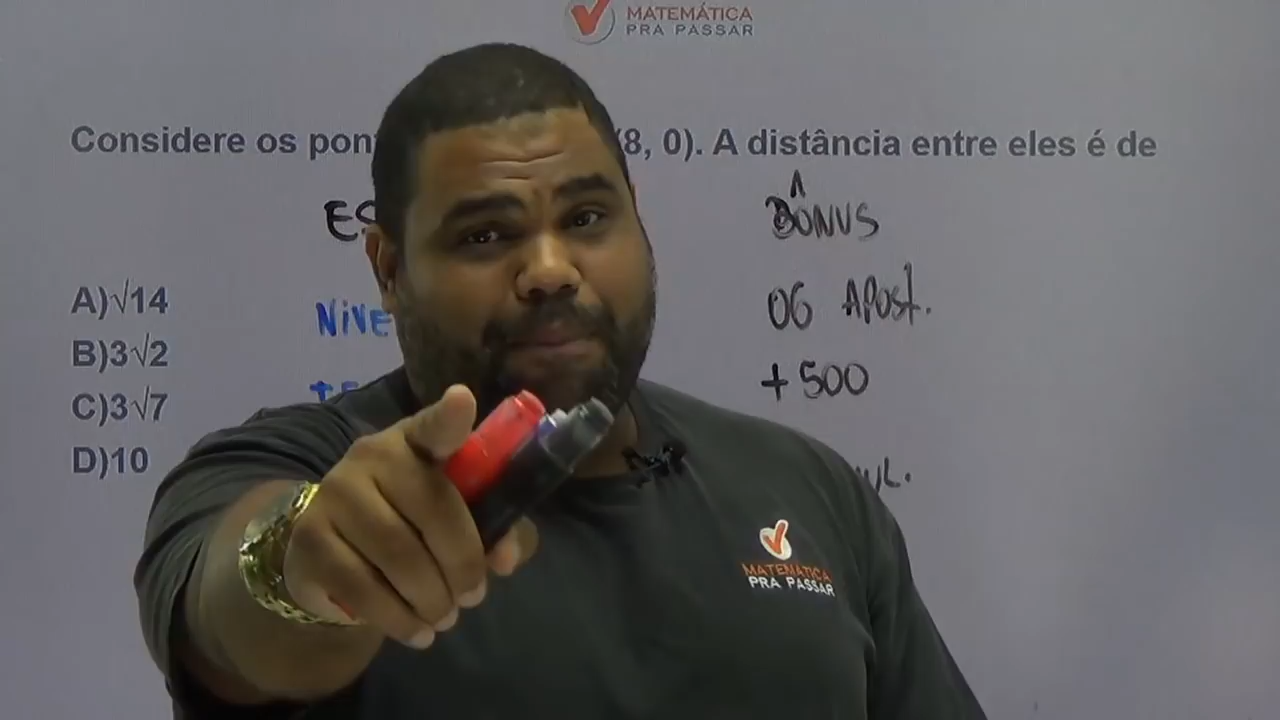 MATEMÁTICA
PRA PASSAR
Considere os 8, 0). A distância entre eles é de
BÔNUS
A)√14
06 APOST.
B)3√2
+500
C)3√7
D)10
MATEMÁTICA
PRA PASSAR